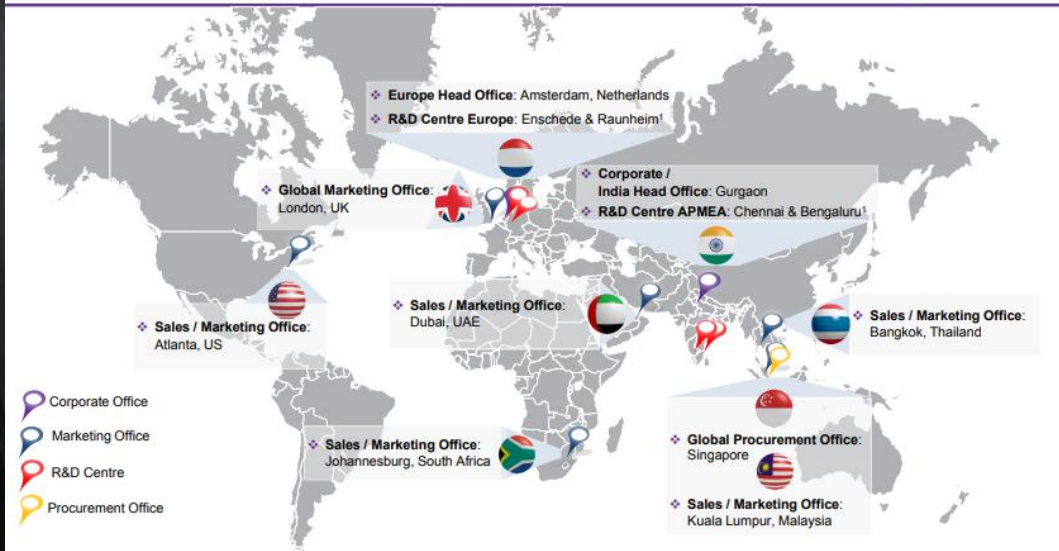 ❖ Europe Head Office: Amsterdam, Netherlands
❖ R&D Centre Europe: Enschede & Raunheim¹
❖ Global Marketing Office:
London, UK
❖ Corporate /
India Head Office: Gurgaon
❖ R&D Centre APMEA: Chennai & Bengaluru¹
❖ Sales / Marketing Office:
Atlanta, US
❖ Sales / Marketing Office:
Dubai, UAE
❖ Sales / Marketing Office:
Bangkok, Thailand
Corporate Office
Marketing Office
R&D Centre
Procurement Office
❖ Sales / Marketing Office:
Johannesburg, South Africa
❖ Global Procurement Office:
Singapore
❖ Sales / Marketing Office:
Kuala Lumpur, Malaysia